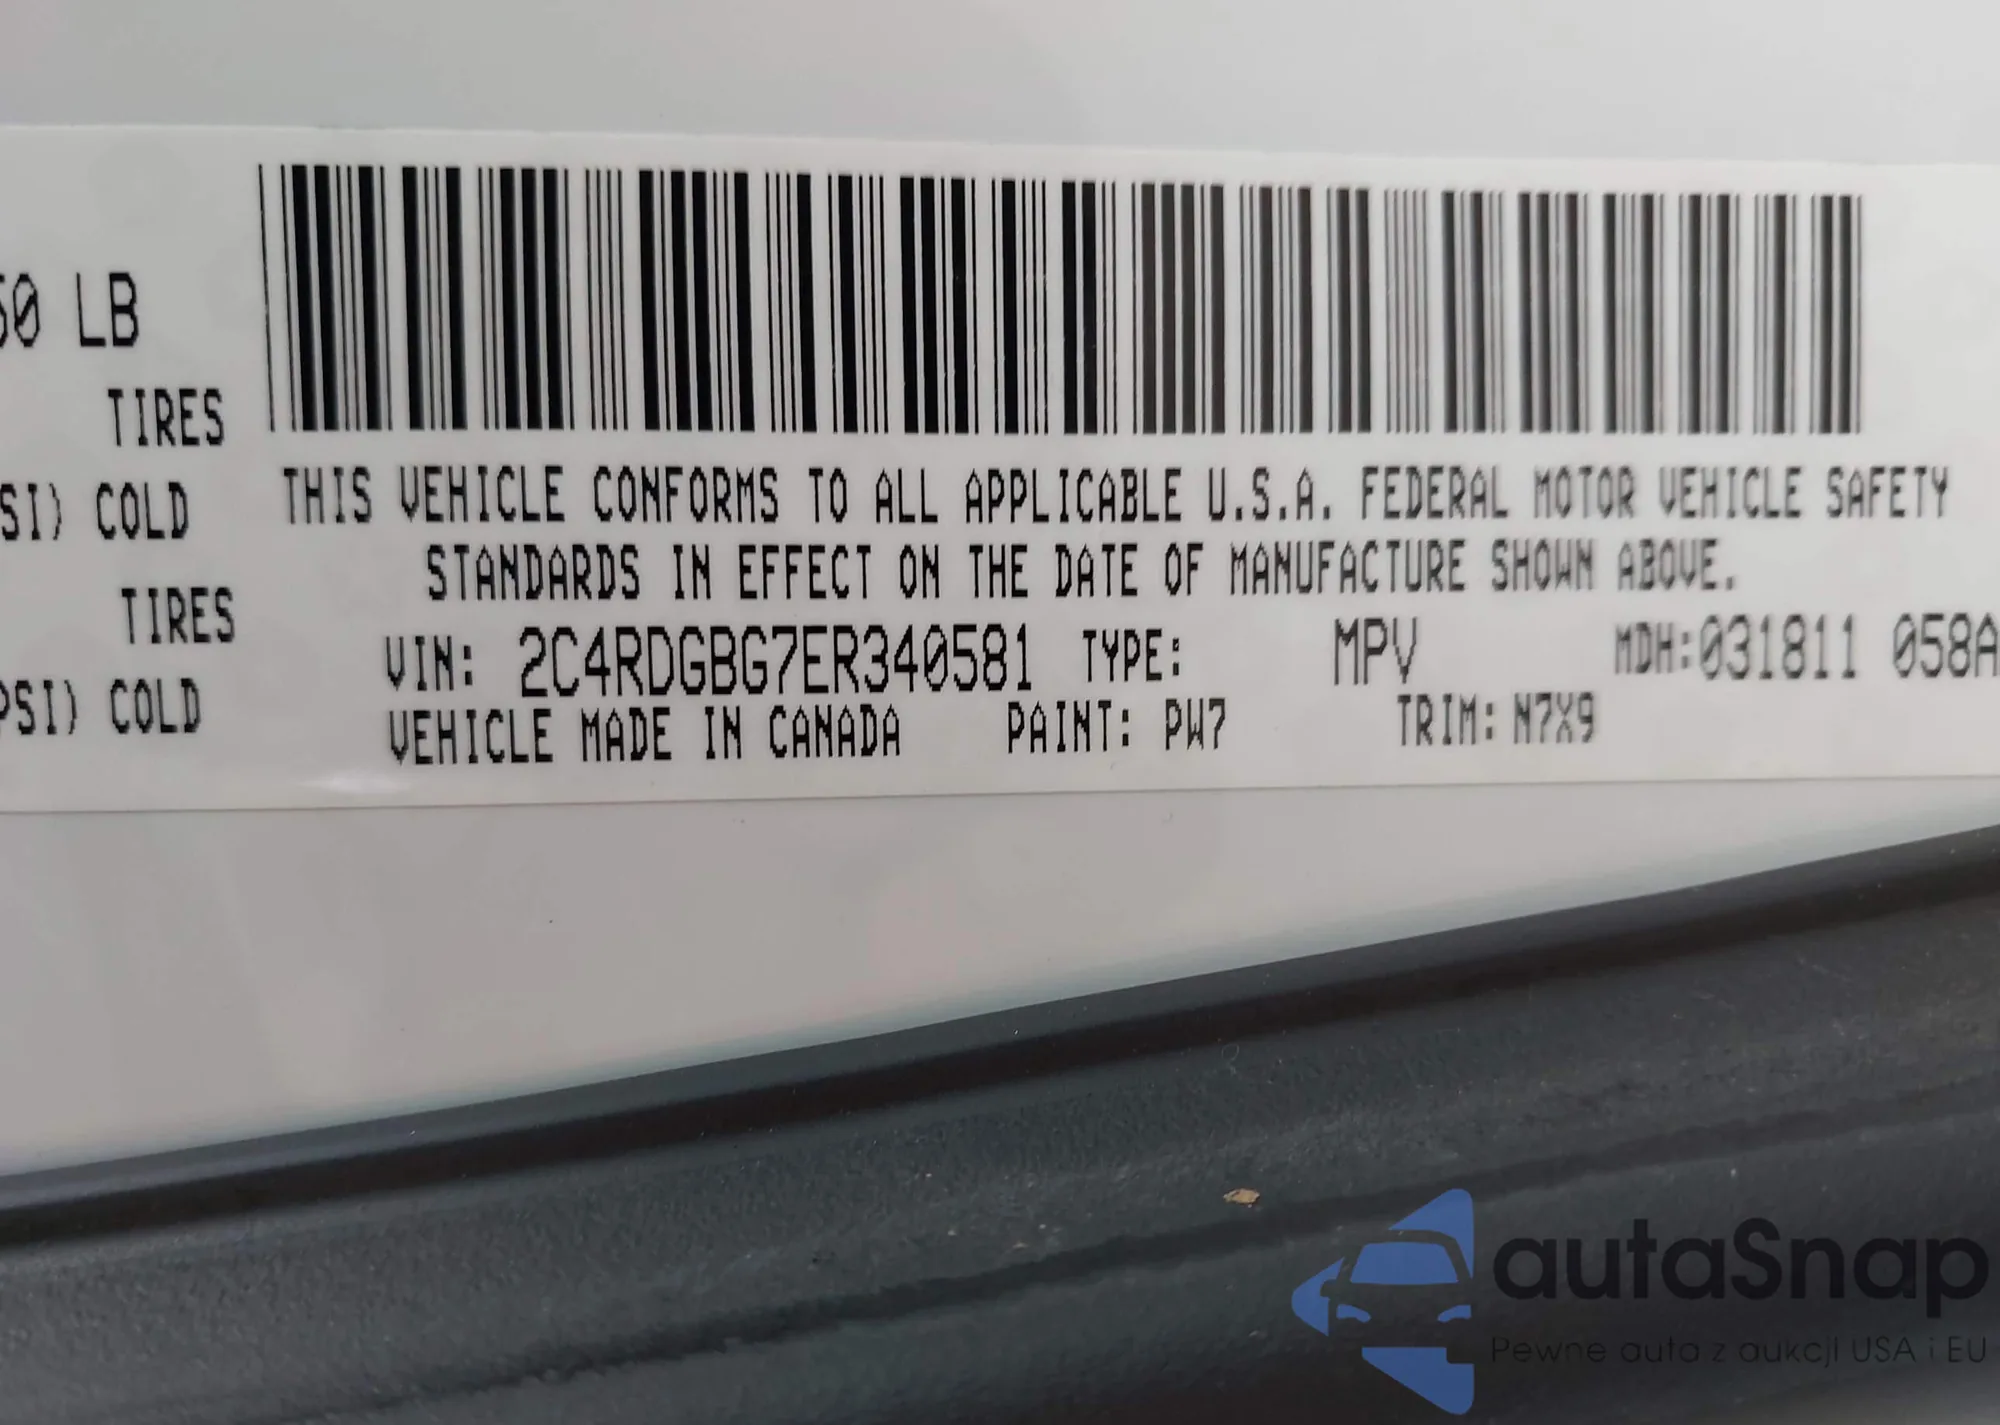 50 LB
TIRES
SI) COLD
TIRES
PSI) COLD
THIS VEHICLE CONFORMS TO ALL APPLICABLE U.S.A. FEDERAL MOTOR VEHICLE SAFETY
STANDARDS IN EFFECT ON THE DATE OF MANUFACTURE SHOWN ABOVE.
VIN: 2C4RDGBG7ER340581 TYPE: MPV MDH:031811 058A
VEHICLE MADE IN CANADA PAINT: PW7 TRIM: N7X9
autaSnap
Pewne auta z aukcji USA i EU